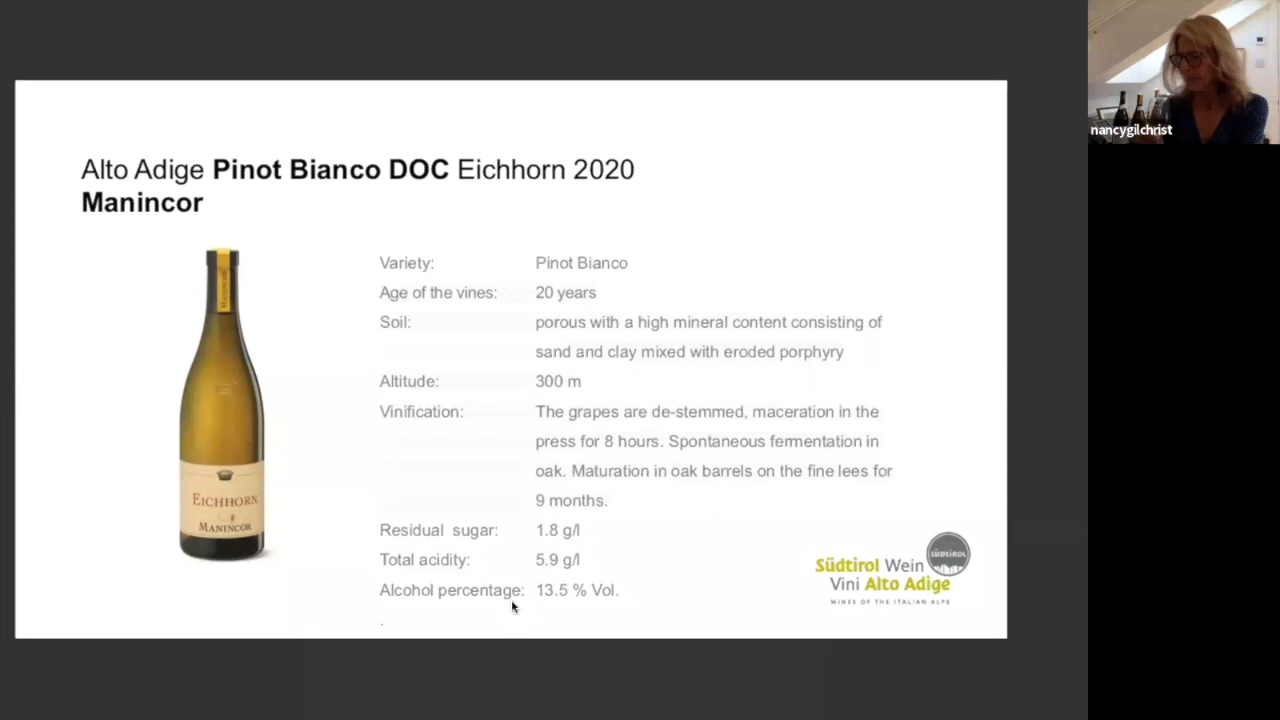 Alto Adige Pinot Bianco DOC Eichhorn 2020
Manincor
Variety: Pinot Bianco
Age of the vines: 20 years
Soil: porous with a high mineral content consisting of
sand and clay mixed with eroded porphyry
Altitude: 300 m
Vinification: The grapes are de-stemmed, maceration in the
press for 8 hours. Spontaneous fermentation in
oak. Maturation in oak barrels on the fine lees for
9 months.
Residual sugar: 1.8 g/l
Total acidity: 5.9 g/l
Alcohol percentage: 13.5 % Vol.
.
MANINCOR
EICHHORN
MANINCOR
SÜDTIROL
Südtirol Wein
Vini Alto Adige
WINES OF THE ITALIAN ALPS
nancygilchrist